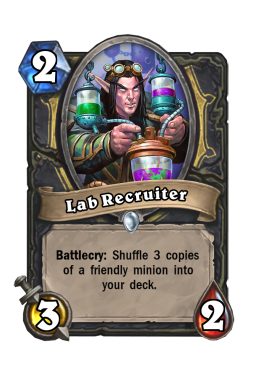 2
Lab Recruiter
Battlecry: Shuffle 3 copies
of a friendly minion into
your deck.
3
2